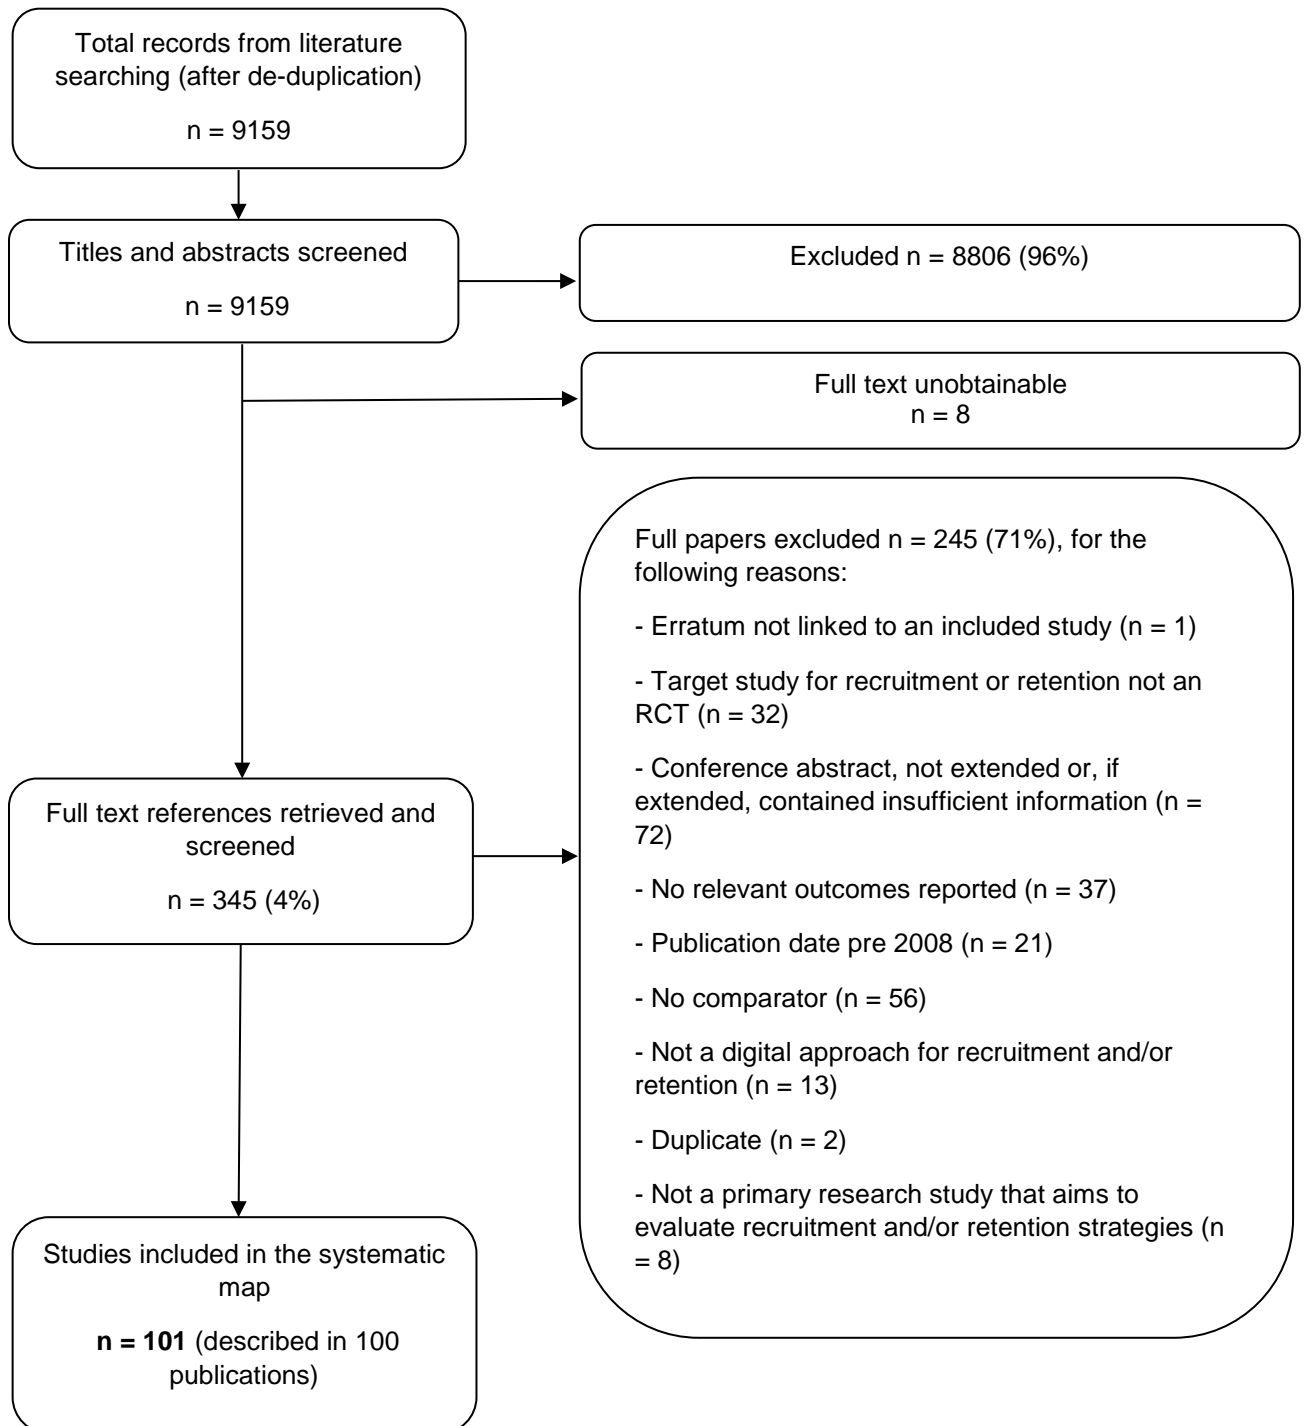 Total records from literature
searching (after de-duplication)
n = 9159
Titles and abstracts screened
n = 9159
Excluded n = 8806 (96%)
Full text unobtainable
n = 8
Full papers excluded n = 245 (71%), for the
following reasons:
- Erratum not linked to an included study (n = 1)
- Target study for recruitment or retention not an
RCT (n = 32)
- Conference abstract, not extended or, if
extended, contained insufficient information (n =
72)
- No relevant outcomes reported (n = 37)
- Publication date pre 2008 (n = 21)
- No comparator (n = 56)
- Not a digital approach for recruitment and/or
retention (n = 13)
- Duplicate (n = 2)
- Not a primary research study that aims to
evaluate recruitment and/or retention strategies (n
= 8)
Full text references retrieved and
screened
n = 345 (4%)
Studies included in the systematic
map
n = 101 (described in 100
publications)